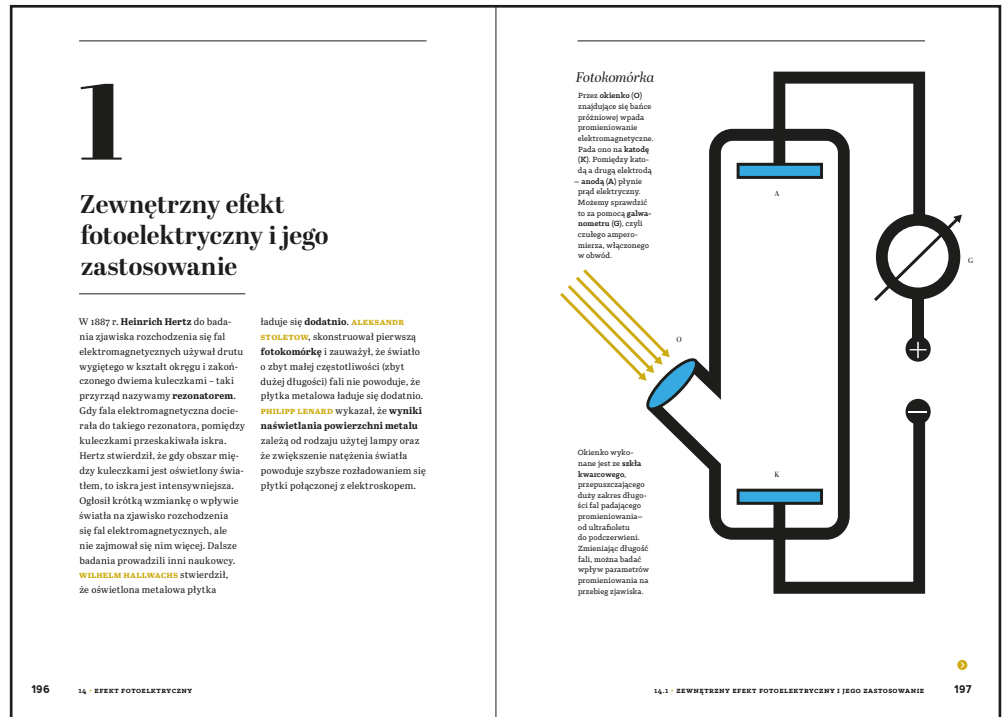 1
Zewnętrzny efekt
fotoelektryczny i jego
zastosowanie
W 1887 r. Heinrich Hertz do bada-
nia zjawiska rozchodzenia się fal
elektromagnetycznych używał drutu
wygiętego w kształt okręgu i zakoń-
czonego dwiema kuleczkami – taki
przyrząd nazywamy rezonatorem.
Gdy fala elektromagnetyczna docie-
rała do takiego rezonatora, pomiędzy
kuleczkami przeskakiwała iskra.
Hertz stwierdził, że gdy obszar mię-
dzy kuleczkami jest oświetlony świa-
tłem, to iskra jest intensywniejsza.
Ogłosił krótką wzmiankę o wpływie
światła na zjawisko rozchodzenia
się fal elektromagnetycznych, ale
nie zajmował się nim więcej. Dalsze
badania prowadzili inni naukowcy.
WILHELM HALLWACHS stwierdził,
że oświetlona metalowa płytka
ładuje się dodatnio. ALEKSANDR
STOLETOW, skonstruował pierwszą
fotokomórkę i zauważył, że światło
o zbyt małej częstotliwości (zbyt
dużej długości) fali nie powoduje, że
płytka metalowa ładuje się dodatnio.
PHILIPP LENARD wykazał, że wyniki
naświetlania powierzchni metalu
zależą od rodzaju użytej lampy oraz
że zwiększenie natężenia światła
powoduje szybsze rozładowaniem się
płytki połączonej z elektroskopem.
196
14 · EFEKT FOTOELKTRYCZNY
Fotokomórka
Przez okienko (O)
znajdujące się bańce
próżniowej wpada
promieniowanie
elektromagnetyczne.
Pada ono na katodę
(K). Pomiędzy kato-
dą a drugą elektrodą
– anodą (A) płynie
prąd elektryczny.
Możemy sprawdzić
to za pomocą galwa-
nometru (G), czyli
czułego ampero-
mierza, włączonego
w obwód.
A
G
O
K
Okienko wyko-
nane jest ze szkła
kwarcowego,
przepuszczającego
duży zakres długo-
ści fal padającego
promieniowania–
od ultrafioletu
do podczerwieni.
Zmieniając długość
fali, można badać
wpływ parametrów
promieniowania na
przebieg zjawiska.
14.1 · ZEWNĘTRZNY EFEKT FOTOELEKTRYCZNY I JEGO ZASTOSOWANIE
197